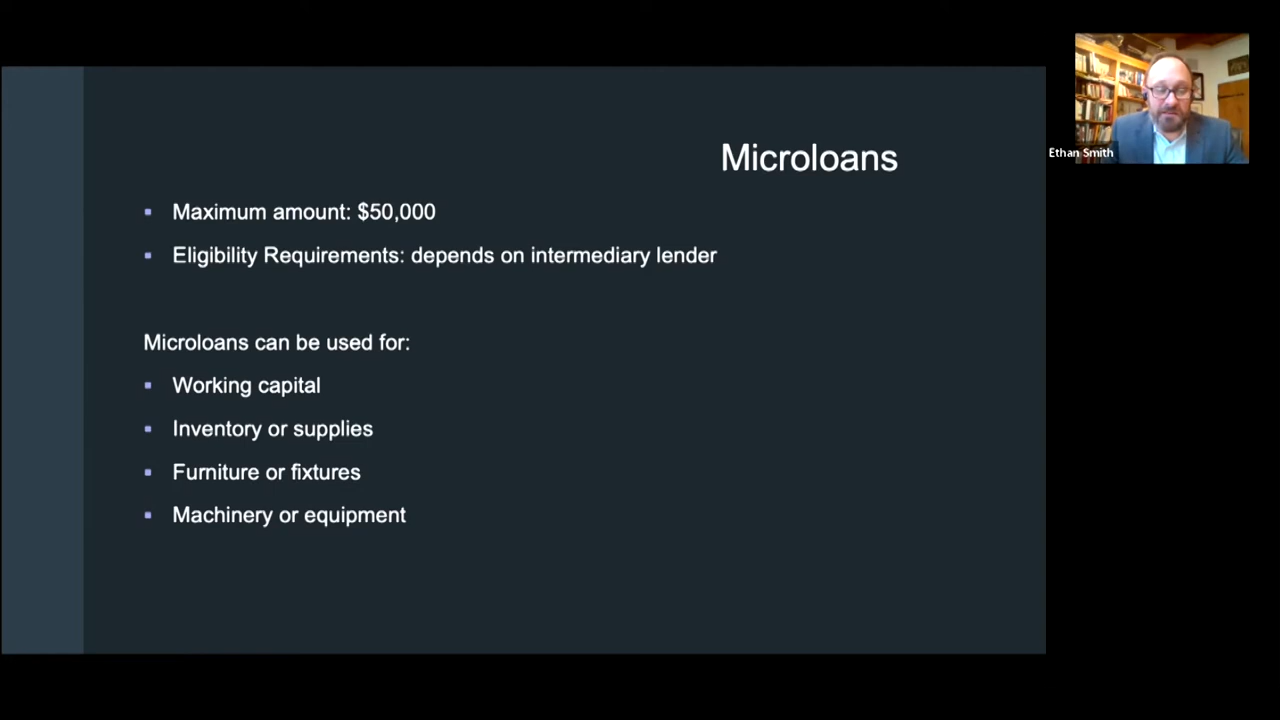 Microloans
Maximum amount: $50,000
Eligibility Requirements: depends on intermediary lender
Microloans can be used for:
Working capital
Inventory or supplies
Furniture or fixtures
Machinery or equipment
Ethan Smith